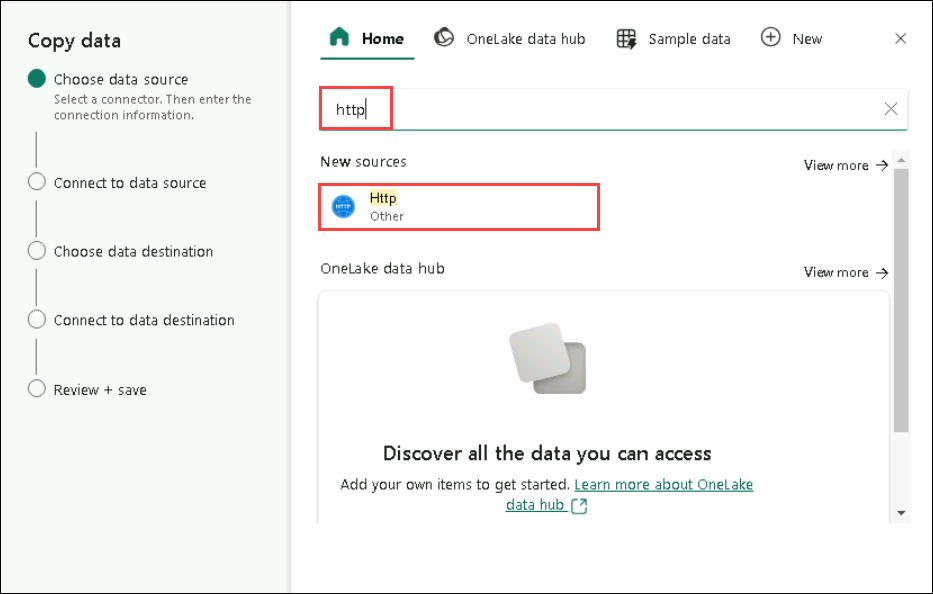 Copy data
Choose data source
Select a connector. Then enter the
connection information.
Connect to data source
Choose data destination
Connect to data destination
Review + save
Home
OneLake data hub
Sample data
New
http
New sources
View more
HTTP
Http
Other
OneLake data hub
View more
Discover all the data you can access
Add your own items to get started. Learn more about OneLake
data hub